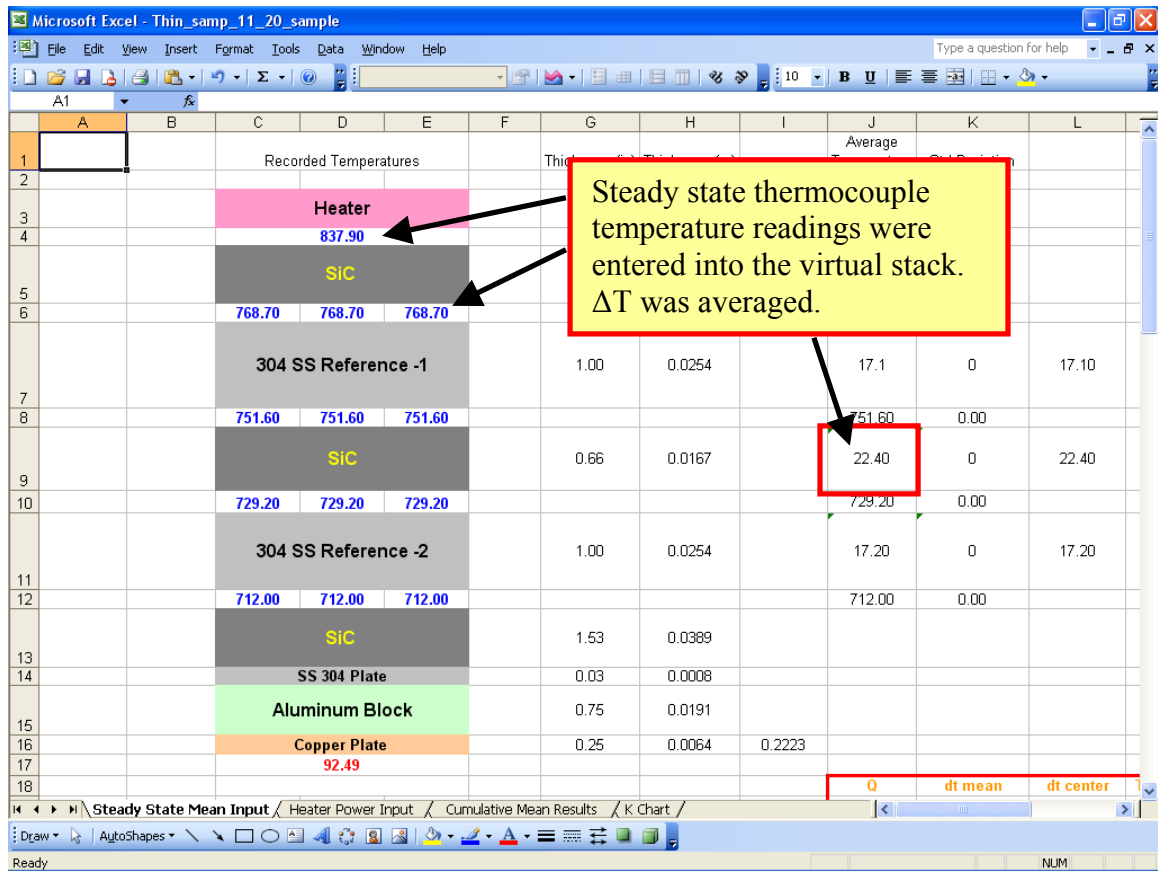 Microsoft Excel - Thin_samp_11_20_sample
File Edit View Insert Format Tools Data Window Help Type a question for help
10 B U
A1 fx
A B C D E F G H I J K L
1 Recorded Temperatures Average
2
3 Heater
4 837.90
Steady state thermocouple
temperature readings were
entered into the virtual stack.
ΔT was averaged.
5 SiC
6 768.70 768.70 768.70
7 304 SS Reference -1 1.00 0.0254 17.1 0 17.10
8 751.60 751.60 751.60 751.60 0.00
9 SiC 0.66 0.0167 22.40 0 22.40
10 729.20 729.20 729.20 729.20 0.00
11 304 SS Reference -2 1.00 0.0254 17.20 0 17.20
12 712.00 712.00 712.00 712.00 0.00
13 SiC 1.53 0.0389
14 SS 304 Plate 0.03 0.0008
15 Aluminum Block 0.75 0.0191
16 Copper Plate 0.25 0.0064 0.2223
17 92.49
18 Q dt mean dt center
Steady State Mean Input / Heater Power Input / Cumulative Mean Results / K Chart /
Draw AutoShapes
Ready NUM